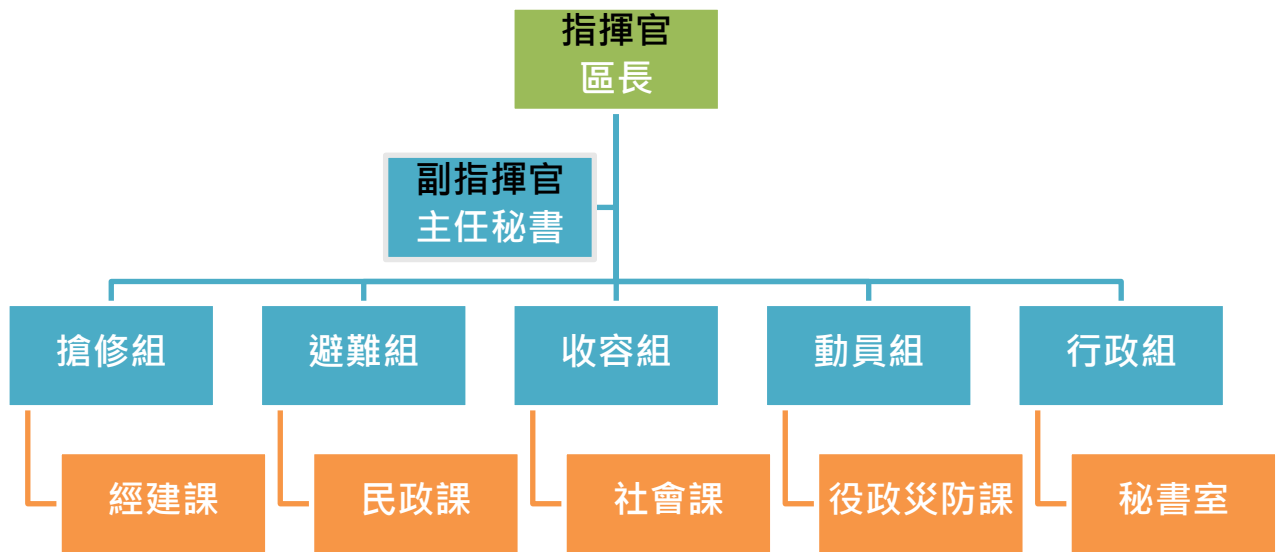 指揮官
區長
副指揮官
主任秘書
搶修組
避難組
收容組
動員組
行政組
經建課
民政課
社會課
役政災防課
秘書室